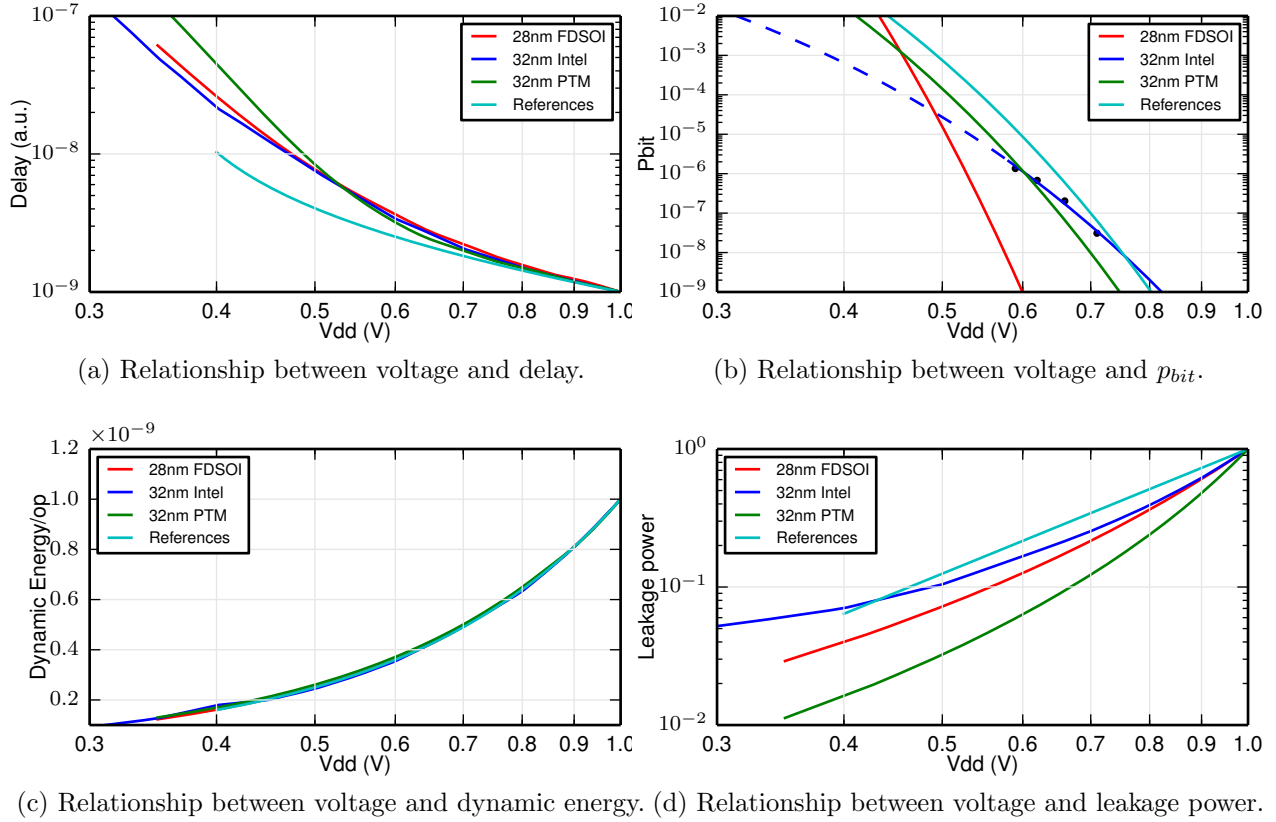 10⁻⁷
10⁻⁸
10⁻⁹
Delay (a.u.)
28nm FDSOI
32nm Intel
32nm PTM
References
0.3 0.4 0.5 0.6 0.7 0.8 0.9 1.0
Vdd (V)
(a) Relationship between voltage and delay.
10⁻²
10⁻³
10⁻⁴
10⁻⁵
10⁻⁶
10⁻⁷
10⁻⁸
10⁻⁹
Pbit
28nm FDSOI
32nm Intel
32nm PTM
References
0.3 0.4 0.5 0.6 0.7 0.8 0.9 1.0
Vdd (V)
(b) Relationship between voltage and p_bit.
×10⁻⁹
1.2
1.0
0.8
0.6
0.4
0.2
Dynamic Energy/op
28nm FDSOI
32nm Intel
32nm PTM
References
0.3 0.4 0.5 0.6 0.7 0.8 0.9 1.0
Vdd (V)
(c) Relationship between voltage and dynamic energy.
10⁰
10⁻¹
10⁻²
Leakage power
28nm FDSOI
32nm Intel
32nm PTM
References
0.3 0.4 0.5 0.6 0.7 0.8 0.9 1.0
Vdd (V)
(d) Relationship between voltage and leakage power.